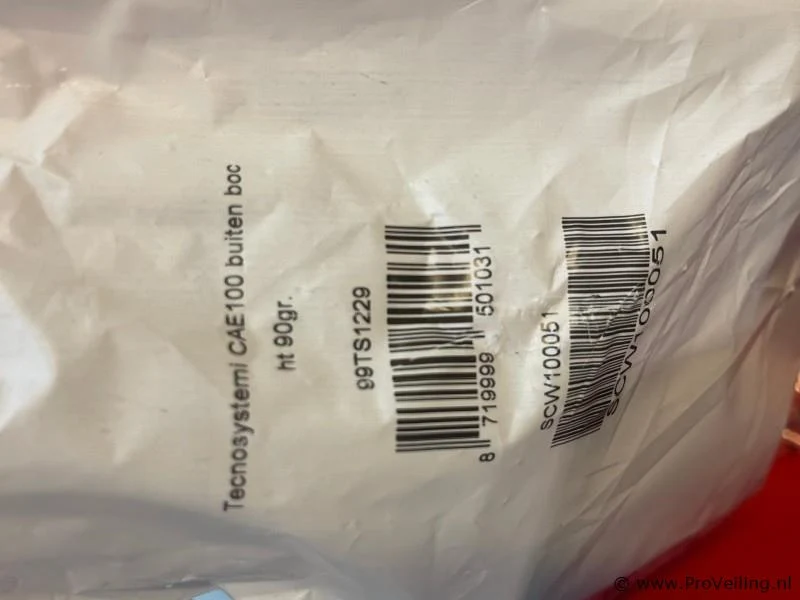 Tecnosystemi CAE100 buiten boc
ht 90gr.
99TS1229
8 719999 501031
SCW100051
SCW100051
© www.ProVeiling.nl